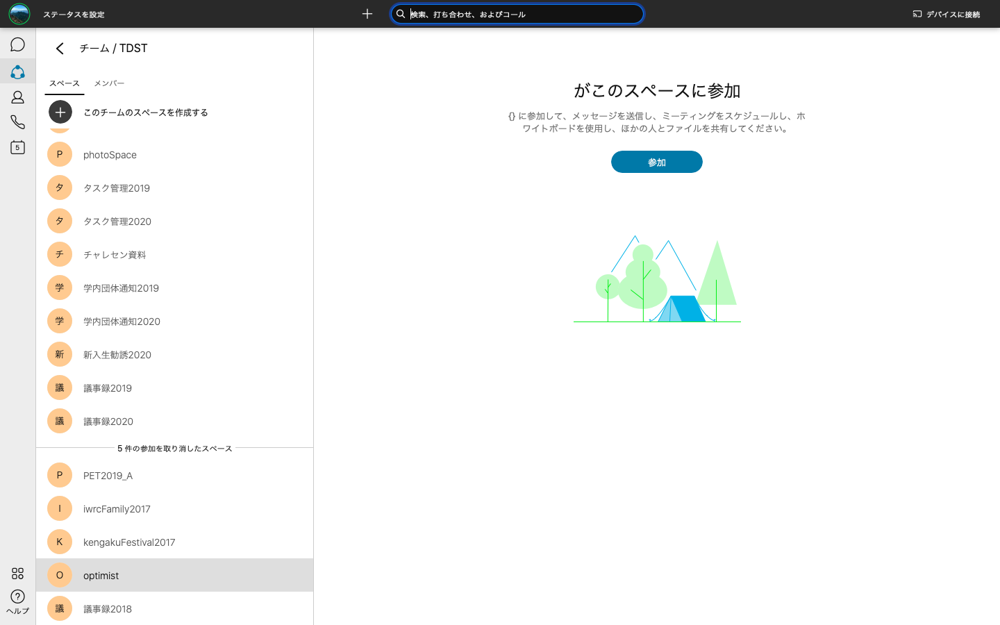 ステータスを設定
検索、打ち合わせ、およびコール
デバイスに接続
チーム / TDST
スペース
メンバー
このチームのスペースを作成する
P photoSpace
タ タスク管理2019
タ タスク管理2020
チ チャレセン資料
学 学内団体通知2019
学 学内団体通知2020
新 新入生勧誘2020
議 議事録2019
議 議事録2020
5 件の参加を取り消したスペース
P PET2019_A
I iwrcFamily2017
K kengakuFestival2017
O optimist
議 議事録2018
5
ヘルプ
がこのスペースに参加
{} に参加して、メッセージを送信し、ミーティングをスケジュールし、ホ
ワイトボードを使用し、ほかの人とファイルを共有してください。
参加